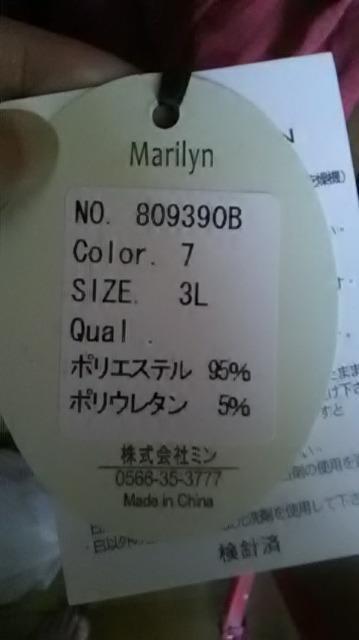 Marilyn
NO. 809390B
Color. 7
SIZE. 3L
Qual .
ポリエステル 95%
ポリウレタン 5%
株式会社ミン
0566-35-3777
Made in China
検針済